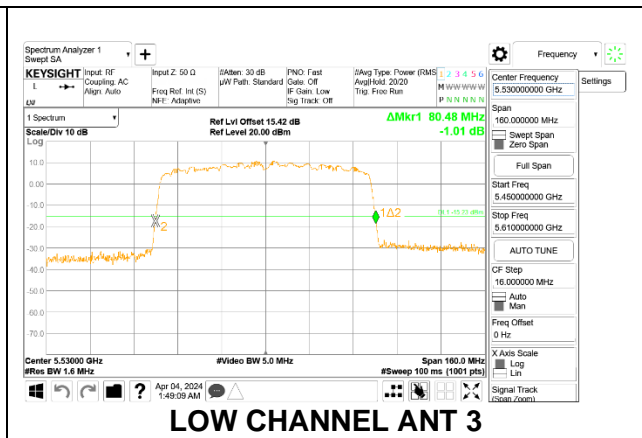 Spectrum Analyzer 1
Swept SA
+
Frequency
KEYSIGHT
Input: RF
Coupling: AC
Align: Auto
Input Z: 50 Ω
Freq Ref: Int (S)
NFE: Adaptive
#Atten: 30 dB
µW Path: Standard
PNO: Fast
Gate: Off
IF Gain: Low
Sig Track: Off
#Avg Type: Power (RMS
Avg|Hold: 20/20
Trig: Free Run
1 2 3 4 5 6
M W W W W W
P N N N N N
Center Frequency
5.530000000 GHz
Settings
Span
160.000000 MHz
Swept Span
Zero Span
Full Span
Start Freq
5.450000000 GHz
Stop Freq
5.610000000 GHz
AUTO TUNE
CF Step
16.000000 MHz
Auto
Man
Freq Offset
0 Hz
X Axis Scale
Log
Lin
Signal Track
(Span Zoom)
1 Spectrum
Scale/Div 10 dB
Log
Ref Lvl Offset 15.42 dB
Ref Level 20.00 dBm
ΔMkr1 80.48 MHz
-1.01 dB
10.0
0.00
-10.0
-20.0
-30.0
-40.0
-50.0
-60.0
-70.0
2
1Δ2
Center 5.53000 GHz
#Res BW 1.6 MHz
#Video BW 5.0 MHz
Span 160.0 MHz
#Sweep 100 ms (1001 pts)
?
Apr 04, 2024
1:49:09 AM
LOW CHANNEL ANT 3